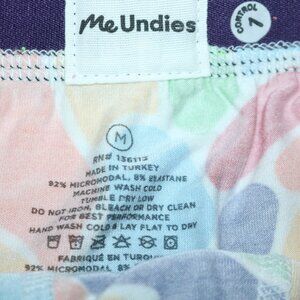 MeUndies
CONTROL
1
M
RN# 136113
MADE IN TURKEY
92% MICROMODAL, 8% ELASTANE
MACHINE WASH COLD
TUMBLE DRY LOW
DO NOT IRON, BLEACH OR DRY CLEAN
FOR BEST PERFORMANCE
HAND WASH COLD & LAY FLAT TO DRY
FABRIQUÉ EN TURQUIE
92% MICROMODAL, 8%